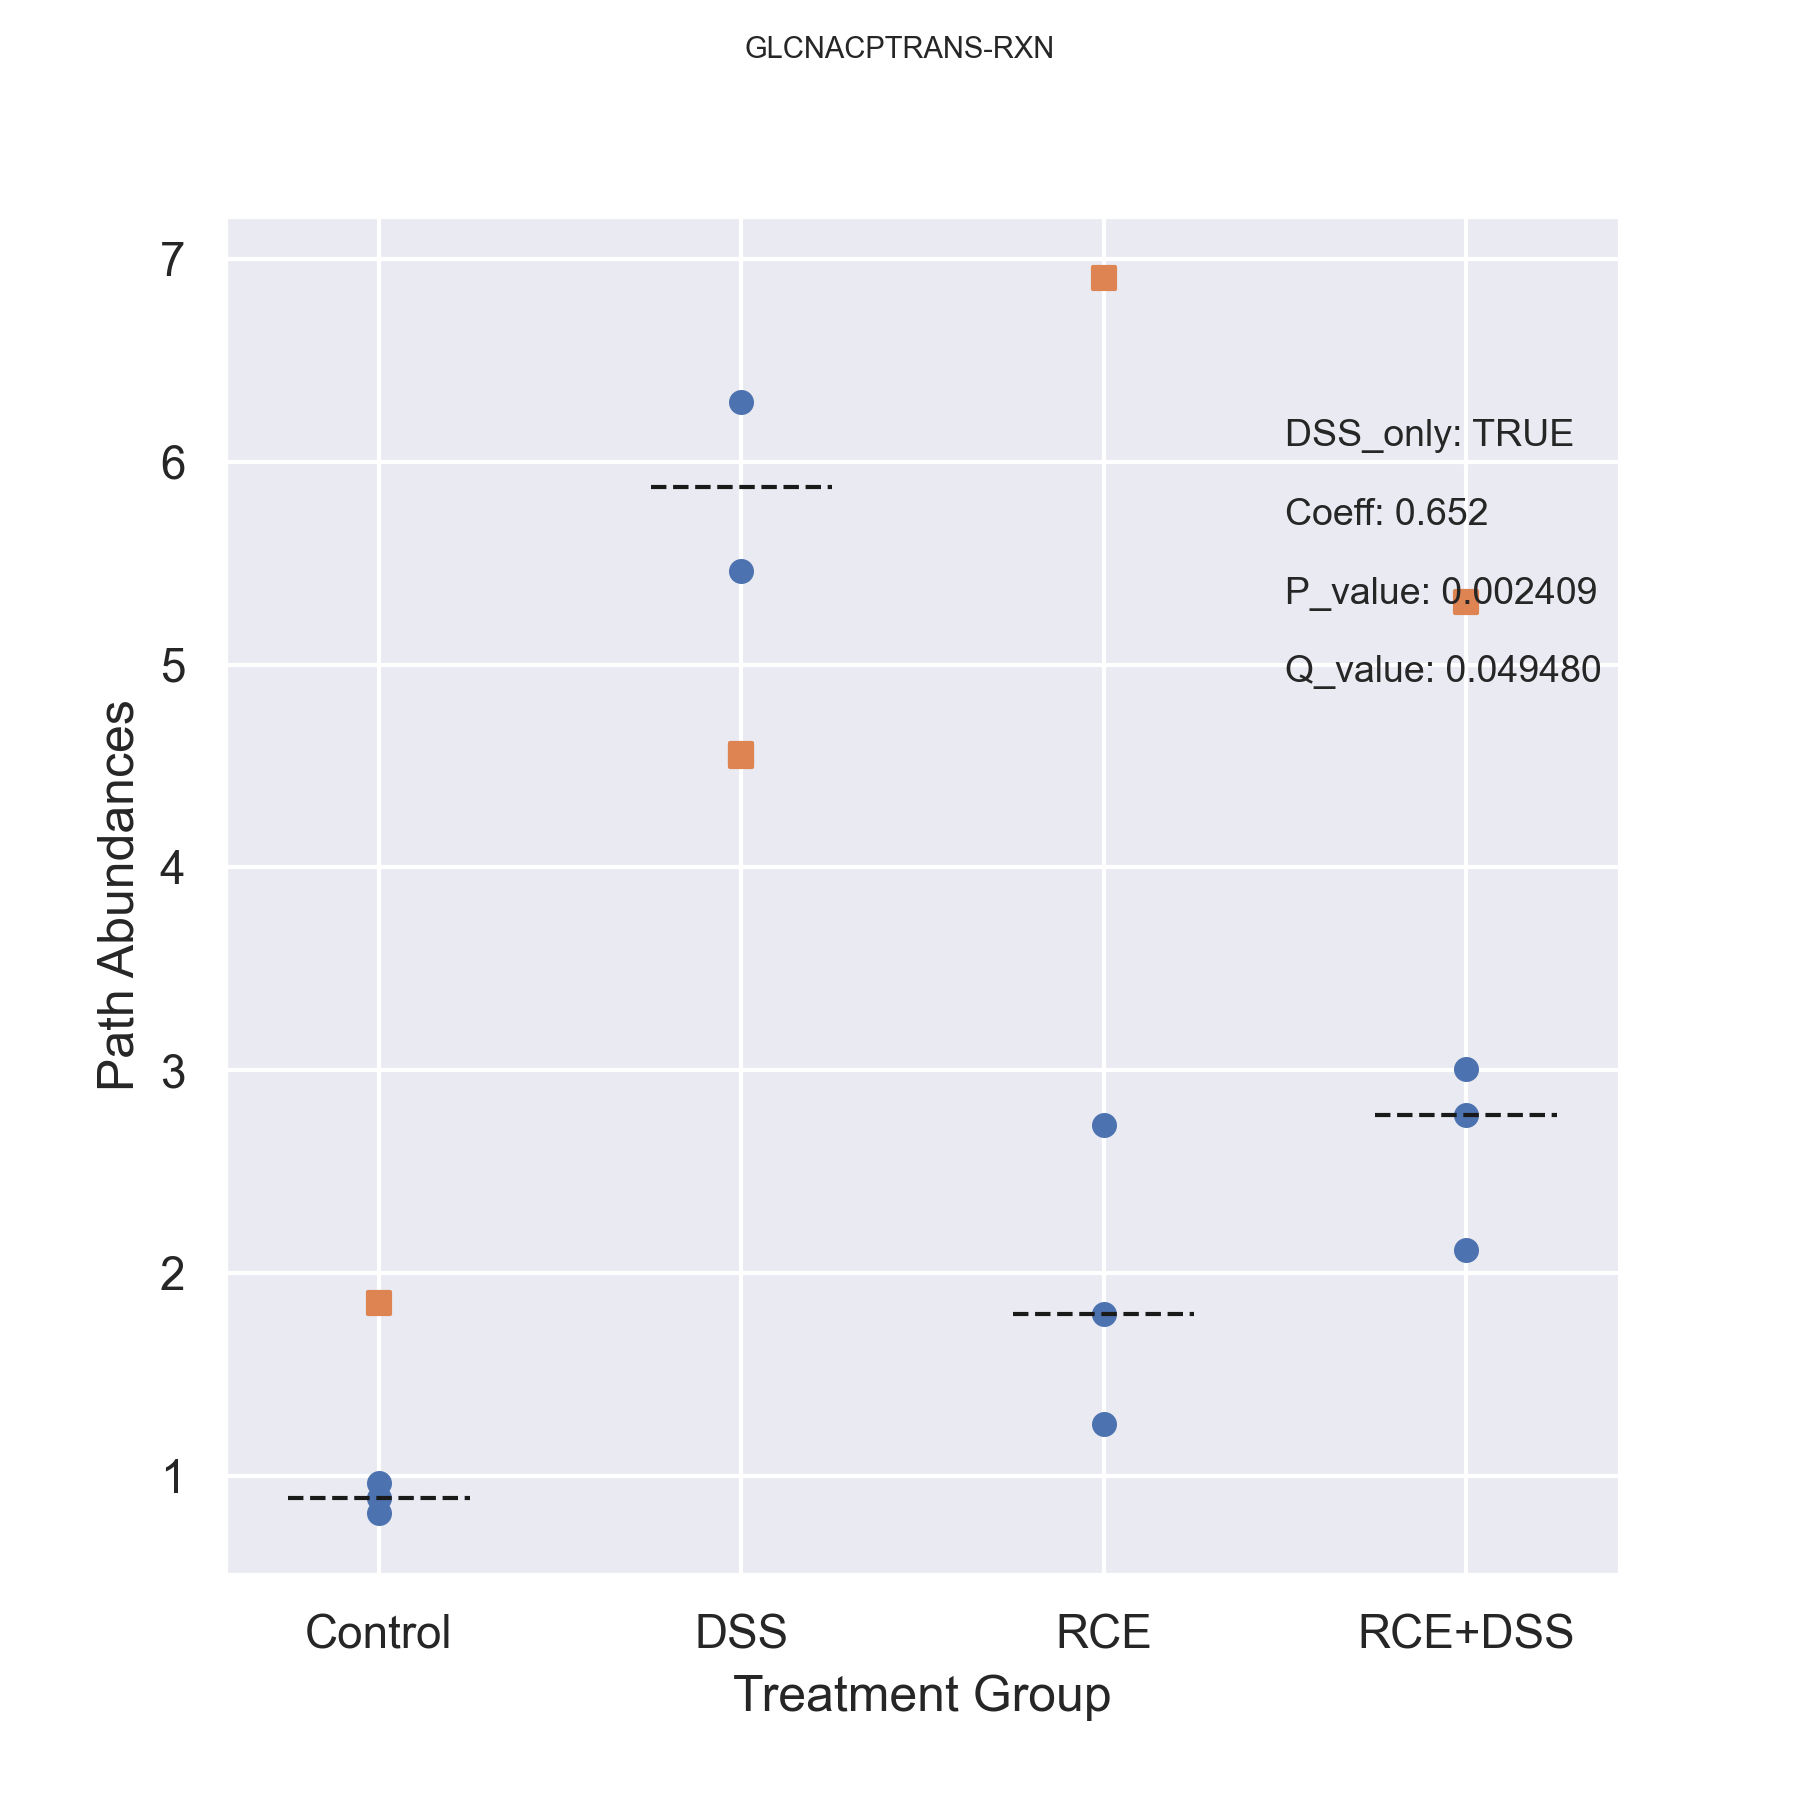 GLCNACPTRANS-RXN
7
6
5
4
3
2
1
Path Abundances
DSS_only: TRUE
Coeff: 0.652
P_value: 0.002409
Q_value: 0.049480
Control DSS RCE RCE+DSS
Treatment Group